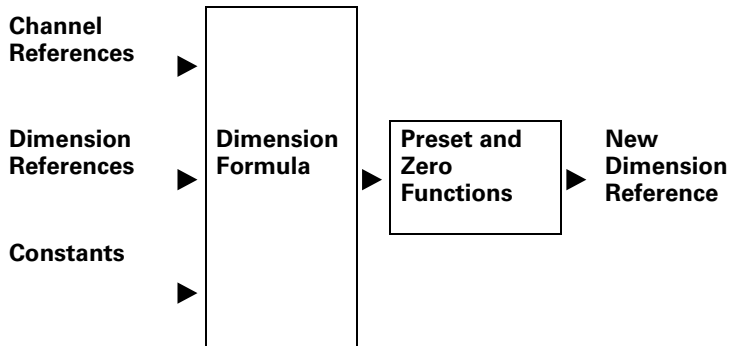 Channel
References
Dimension
References
Constants
Dimension
Formula
Preset and
Zero
Functions
New
Dimension
Reference